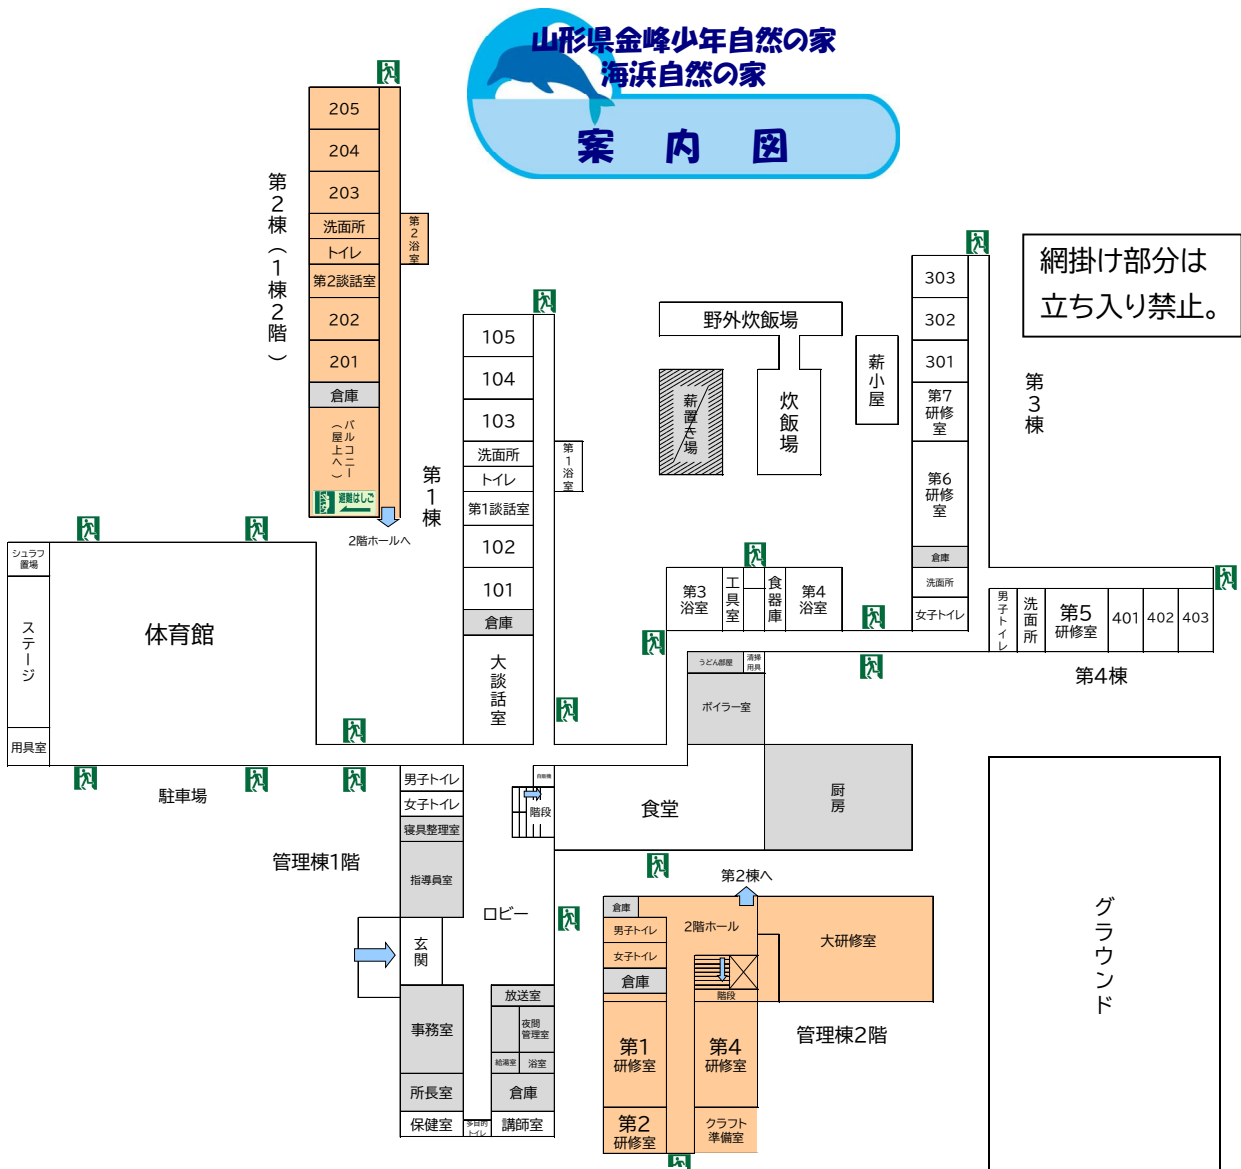 山形県金峰少年自然の家
海浜自然の家
案内図
網掛け部分は
立ち入り禁止。
第2棟(1棟2階)
205
204
203
洗面所
トイレ
第2浴室
第2談話室
202
201
倉庫
バルコニー
(屋上へ)
避難はしご
2階ホールへ
第1棟
105
104
103
洗面所
トイレ
第1浴室
第1談話室
102
101
倉庫
大談話室
野外炊飯場
薪置き場
炊飯場
薪小屋
第3棟
303
302
301
第7
研修室
第6
研修室
倉庫
洗面所
女子トイレ
第3
浴室
工具室
食器庫
第4
浴室
男子トイレ
洗面所
第5
研修室
401
402
403
第4棟
シュラフ
置場
ステージ
用具室
体育館
駐車場
うどん部屋
清掃
用具
ボイラー室
厨房
食堂
階段
男子トイレ
女子トイレ
寝具整理室
指導員室
管理棟1階
ロビー
玄関
事務室
所長室
保健室
多目的
トイレ
放送室
夜間
管理室
給湯室
浴室
倉庫
講師室
第2棟へ
倉庫
男子トイレ
女子トイレ
倉庫
2階ホール
階段
大研修室
管理棟2階
第1
研修室
第4
研修室
第2
研修室
クラフト
準備室
グラウンド